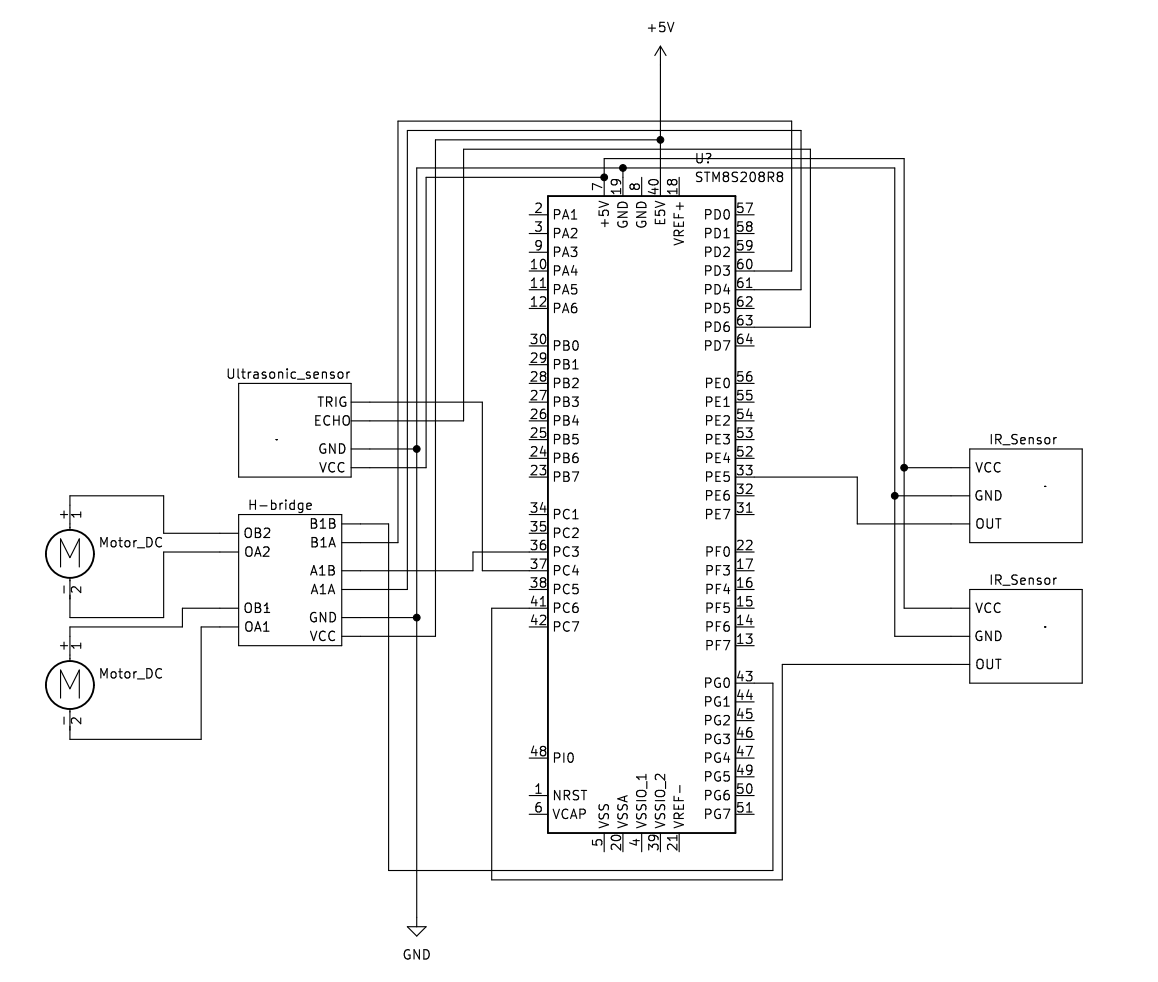 +5V
U?
STM8S208R8
7
19
8
40
18
+5V
GND
GND
E5V
VREF+
2 PA1
3 PA2
9 PA3
10 PA4
11 PA5
12 PA6
30 PB0
29 PB1
28 PB2
27 PB3
26 PB4
25 PB5
24 PB6
23 PB7
34 PC1
35 PC2
36 PC3
37 PC4
38 PC5
41 PC6
42 PC7
48 PI0
1 NRST
6 VCAP
PD0 57
PD1 58
PD2 59
PD3 60
PD4 61
PD5 62
PD6 63
PD7 64
PE0 56
PE1 55
PE2 54
PE3 53
PE4 52
PE5 33
PE6 32
PE7 31
PF0 22
PF3 17
PF4 16
PF5 15
PF6 14
PF7 13
PG0 43
PG1 44
PG2 45
PG3 46
PG4 47
PG5 49
PG6 50
PG7 51
VSS
VSSA
VSSIO_1
VSSIO_2
VREF-
5
20
4
39
21
Ultrasonic_sensor
TRIG
ECHO
GND
VCC
H-bridge
B1B
B1A
A1B
A1A
GND
VCC
OB2
OA2
OB1
OA1
+ 1
M
Motor_DC
- 2
+ 1
M
Motor_DC
- 2
IR_Sensor
VCC
GND
OUT
IR_Sensor
VCC
GND
OUT
GND